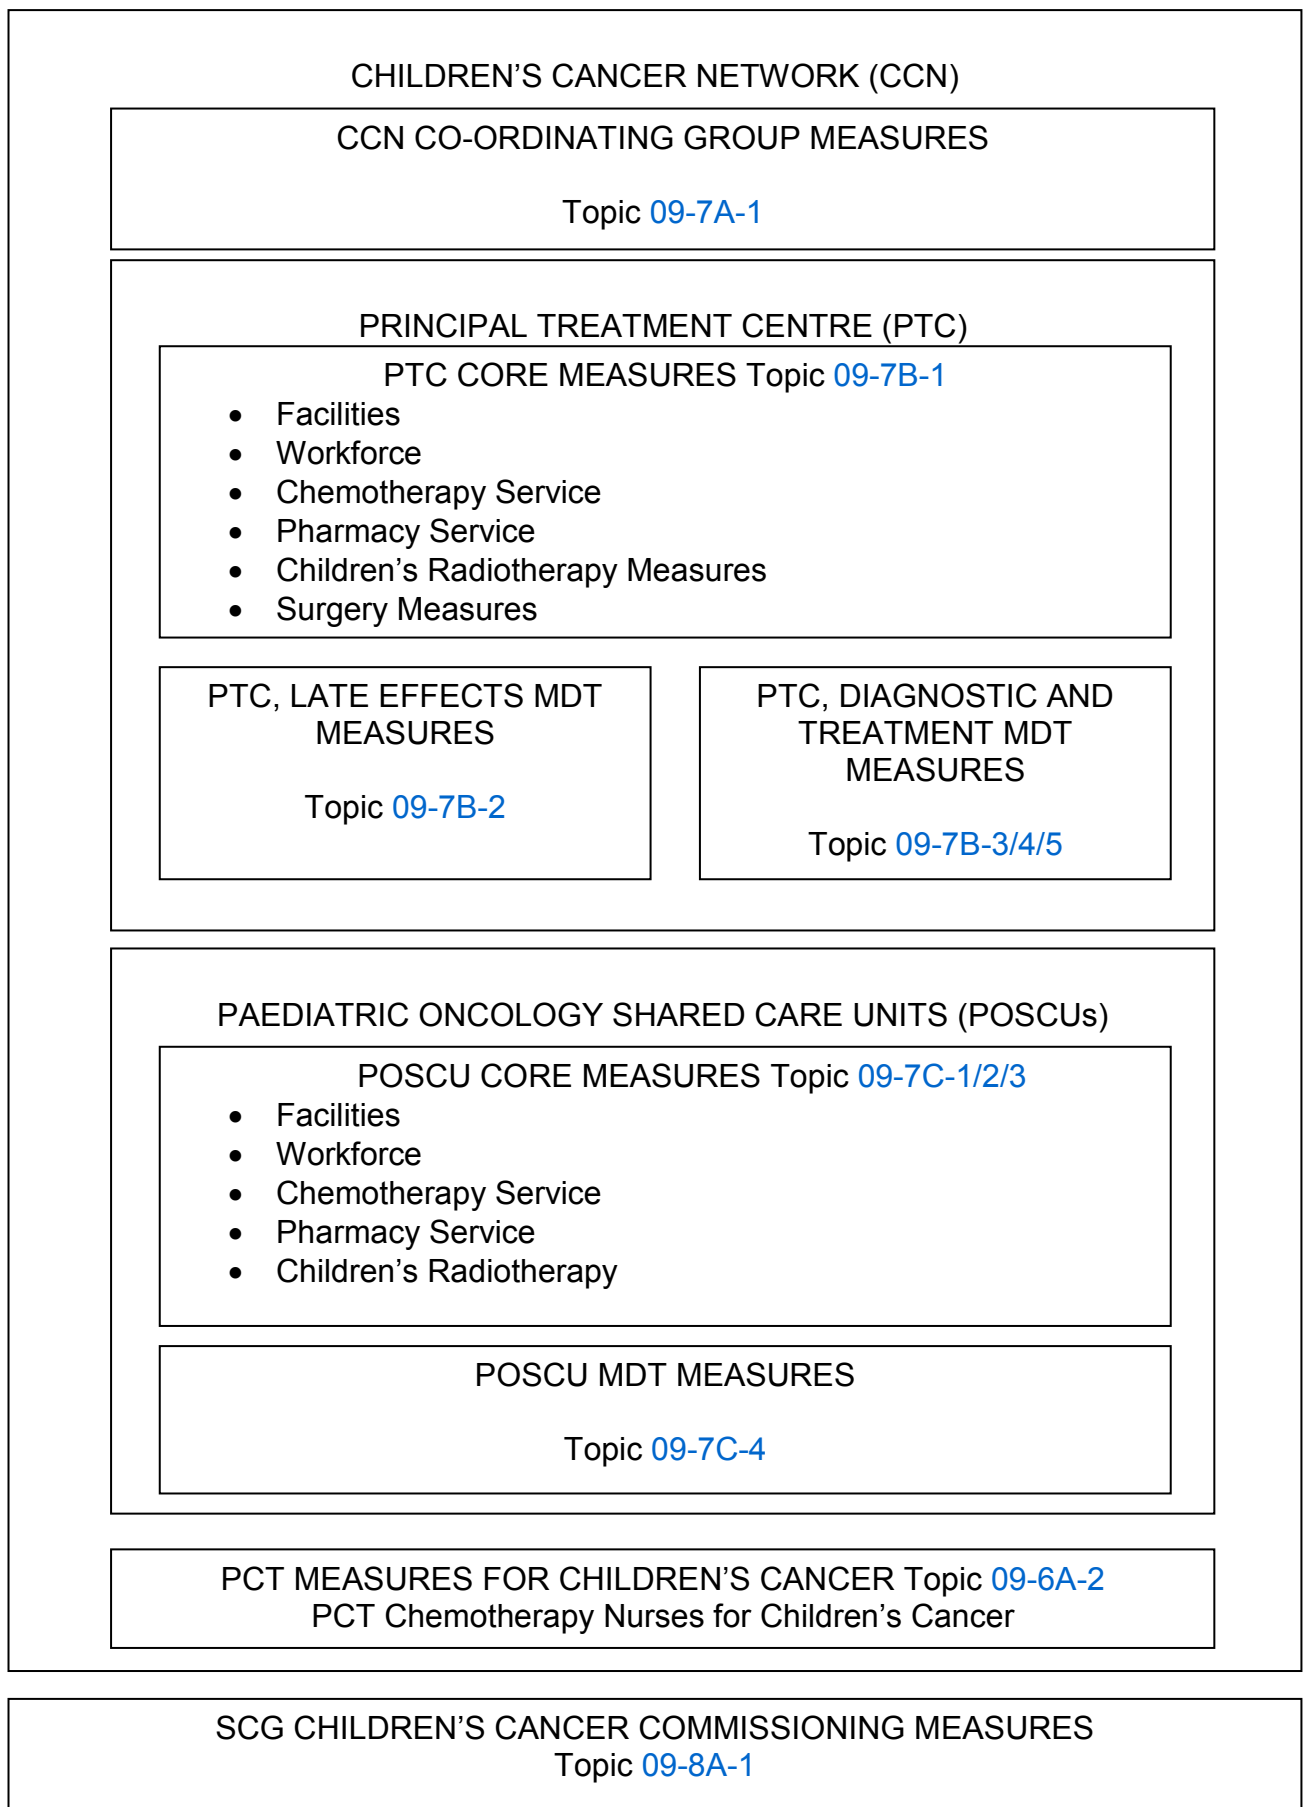 CHILDREN’S CANCER NETWORK (CCN)
CCN CO-ORDINATING GROUP MEASURES
Topic 09-7A-1
PRINCIPAL TREATMENT CENTRE (PTC)
PTC CORE MEASURES Topic 09-7B-1
• Facilities
• Workforce
• Chemotherapy Service
• Pharmacy Service
• Children’s Radiotherapy Measures
• Surgery Measures
PTC, LATE EFFECTS MDT
MEASURES
Topic 09-7B-2
PTC, DIAGNOSTIC AND
TREATMENT MDT
MEASURES
Topic 09-7B-3/4/5
PAEDIATRIC ONCOLOGY SHARED CARE UNITS (POSCUs)
POSCU CORE MEASURES Topic 09-7C-1/2/3
• Facilities
• Workforce
• Chemotherapy Service
• Pharmacy Service
• Children’s Radiotherapy
POSCU MDT MEASURES
Topic 09-7C-4
PCT MEASURES FOR CHILDREN’S CANCER Topic 09-6A-2
PCT Chemotherapy Nurses for Children’s Cancer
SCG CHILDREN’S CANCER COMMISSIONING MEASURES
Topic 09-8A-1